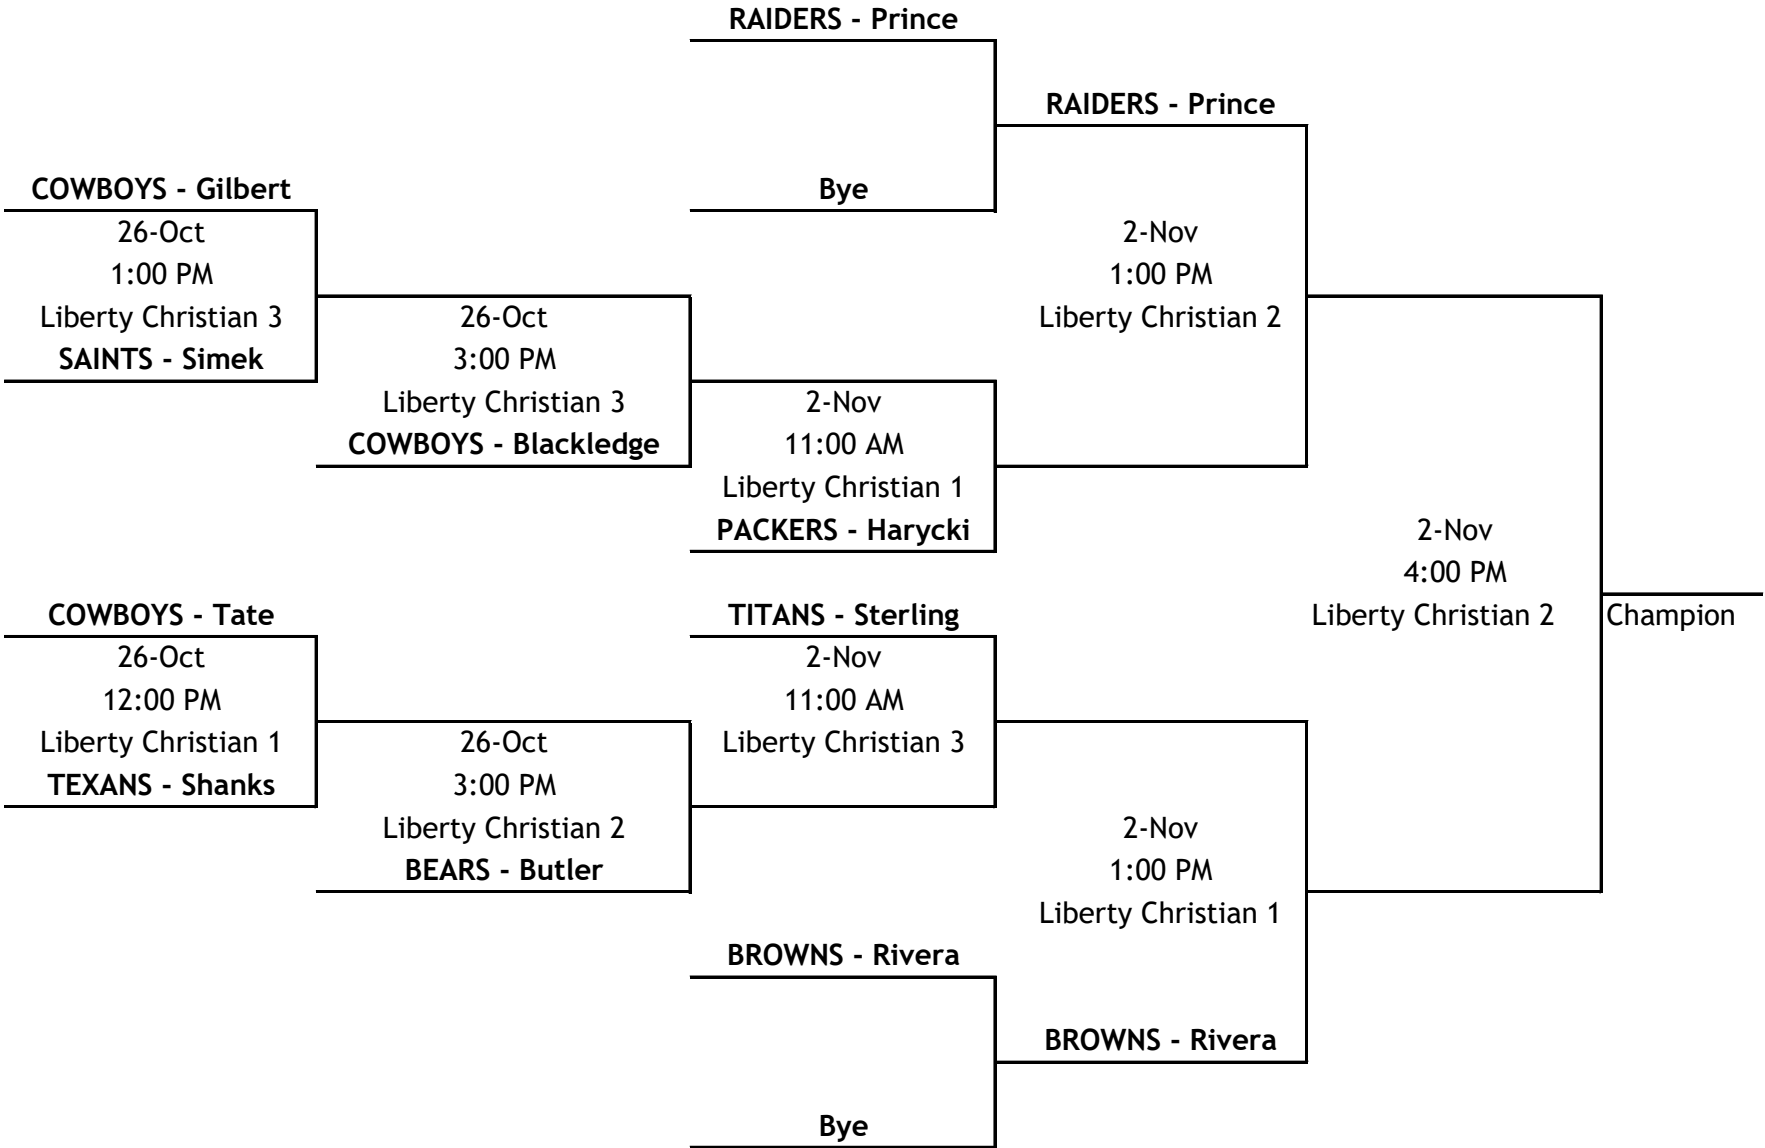 RAIDERS - Prince
RAIDERS - Prince
COWBOYS - Gilbert
Bye
26-Oct
1:00 PM
Liberty Christian 3
SAINTS - Simek
26-Oct
3:00 PM
Liberty Christian 3
COWBOYS - Blackledge
2-Nov
11:00 AM
Liberty Christian 1
PACKERS - Harycki
2-Nov
1:00 PM
Liberty Christian 2
2-Nov
4:00 PM
Liberty Christian 2
Champion
COWBOYS - Tate
26-Oct
12:00 PM
Liberty Christian 1
TEXANS - Shanks
26-Oct
3:00 PM
Liberty Christian 2
BEARS - Butler
TITANS - Sterling
2-Nov
11:00 AM
Liberty Christian 3
2-Nov
1:00 PM
Liberty Christian 1
BROWNS - Rivera
BROWNS - Rivera
Bye